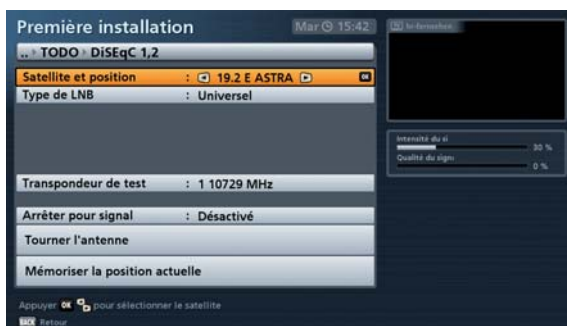 Première installation
Mar 15:42
.. › TODO › DiSEqC 1,2
Satellite et position : 19.2 E ASTRA OK
Type de LNB : Universel
Transpondeur de test : 1 10729 MHz
Arrêter pour signal : Désactivé
Tourner l'antenne
Mémoriser la position actuelle
Intensité du si
30 %
Qualité du sign
0 %
Appuyer OK pour sélectionner le satellite
BACK Retour